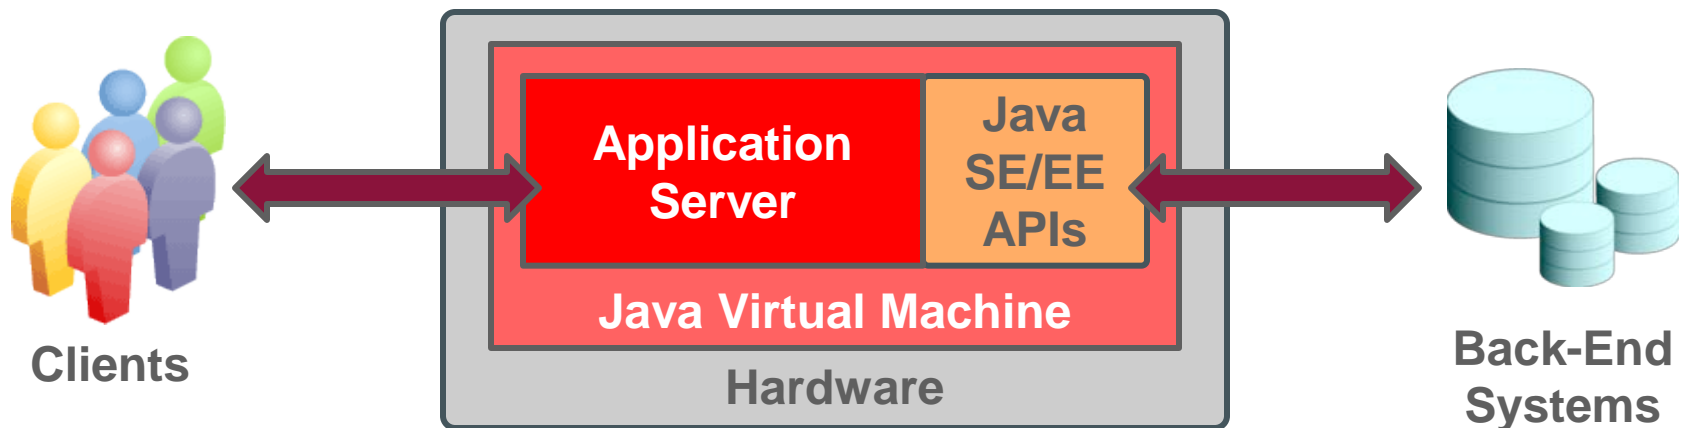 Clients
Application
Server
Java
SE/EE
APIs
Java Virtual Machine
Hardware
Back-End
Systems